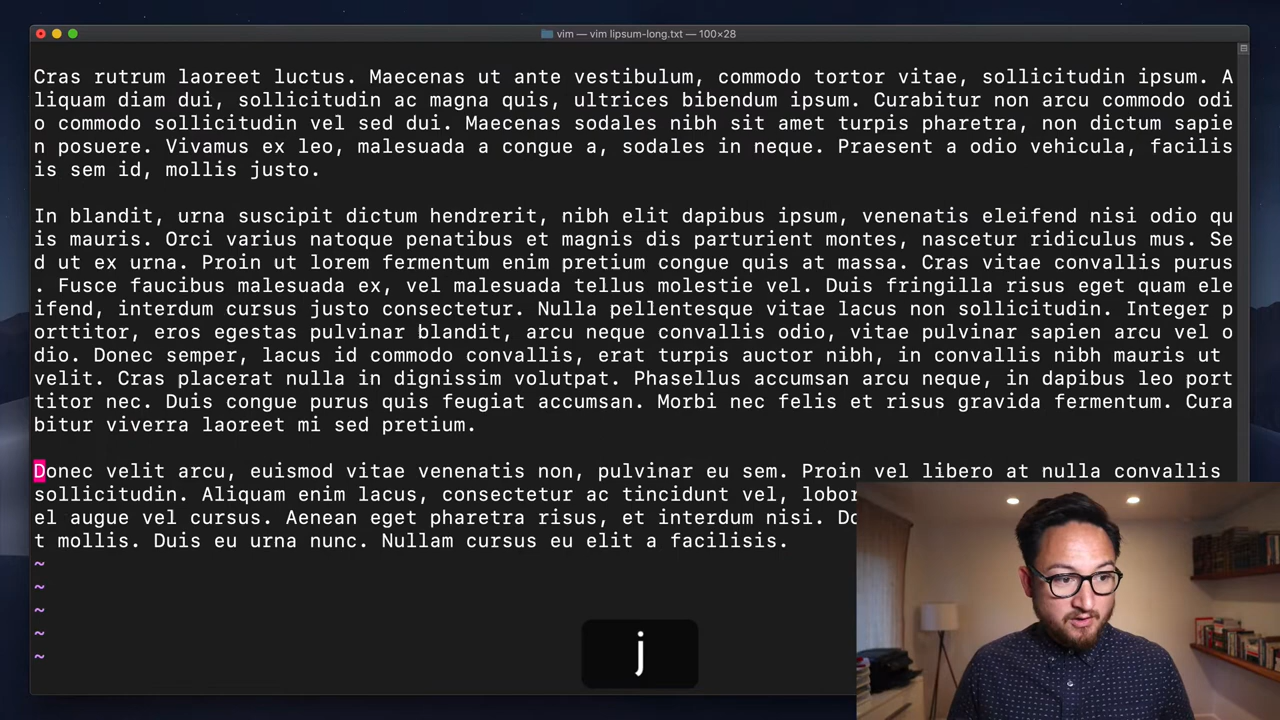 vim — vim lipsum-long.txt — 100×28
Cras rutrum laoreet luctus. Maecenas ut ante vestibulum, commodo tortor vitae, sollicitudin ipsum. A
liquam diam dui, sollicitudin ac magna quis, ultrices bibendum ipsum. Curabitur non arcu commodo odi
o commodo sollicitudin vel sed dui. Maecenas sodales nibh sit amet turpis pharetra, non dictum sapie
n posuere. Vivamus ex leo, malesuada a congue a, sodales in neque. Praesent a odio vehicula, facilis
is sem id, mollis justo.
In blandit, urna suscipit dictum hendrerit, nibh elit dapibus ipsum, venenatis eleifend nisi odio qu
is mauris. Orci varius natoque penatibus et magnis dis parturient montes, nascetur ridiculus mus. Se
d ut ex urna. Proin ut lorem fermentum enim pretium congue quis at massa. Cras vitae convallis purus
. Fusce faucibus malesuada ex, vel malesuada tellus molestie vel. Duis fringilla risus eget quam ele
ifend, interdum cursus justo consectetur. Nulla pellentesque vitae lacus non sollicitudin. Integer p
orttitor, eros egestas pulvinar blandit, arcu neque convallis odio, vitae pulvinar sapien arcu vel o
dio. Donec semper, lacus id commodo convallis, erat turpis auctor nibh, in convallis nibh mauris ut
velit. Cras placerat nulla in dignissim volutpat. Phasellus accumsan arcu neque, in dapibus leo port
titor nec. Duis congue purus quis feugiat accumsan. Morbi nec felis et risus gravida fermentum. Cura
bitur viverra laoreet mi sed pretium.
Donec velit arcu, euismod vitae venenatis non, pulvinar eu sem. Proin vel libero at nulla convallis
sollicitudin. Aliquam enim lacus, consectetur ac tincidunt vel, lobor
el augue vel cursus. Aenean eget pharetra risus, et interdum nisi. Do
t mollis. Duis eu urna nunc. Nullam cursus eu elit a facilisis.
~
~
~
~
~
j